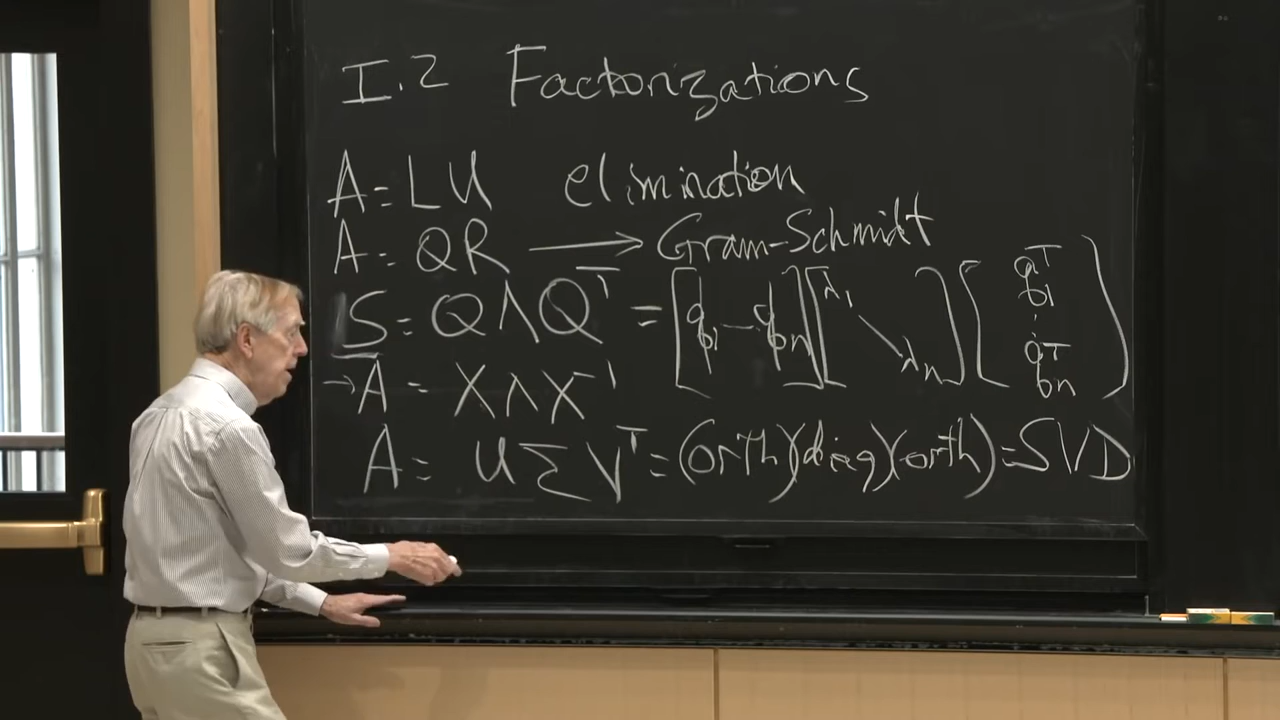 I.2 Factorizations
A = LU elimination
A = QR ⟶ Gram-Schmidt
S = QΛQᵀ = [q₁ – qₙ] [λ₁ ⟍ λₙ] [q₁ᵀ ⋮ qₙᵀ]
→ A = XΛX⁻¹
A = UΣVᵀ = (orth)(diag)(orth) = SVD